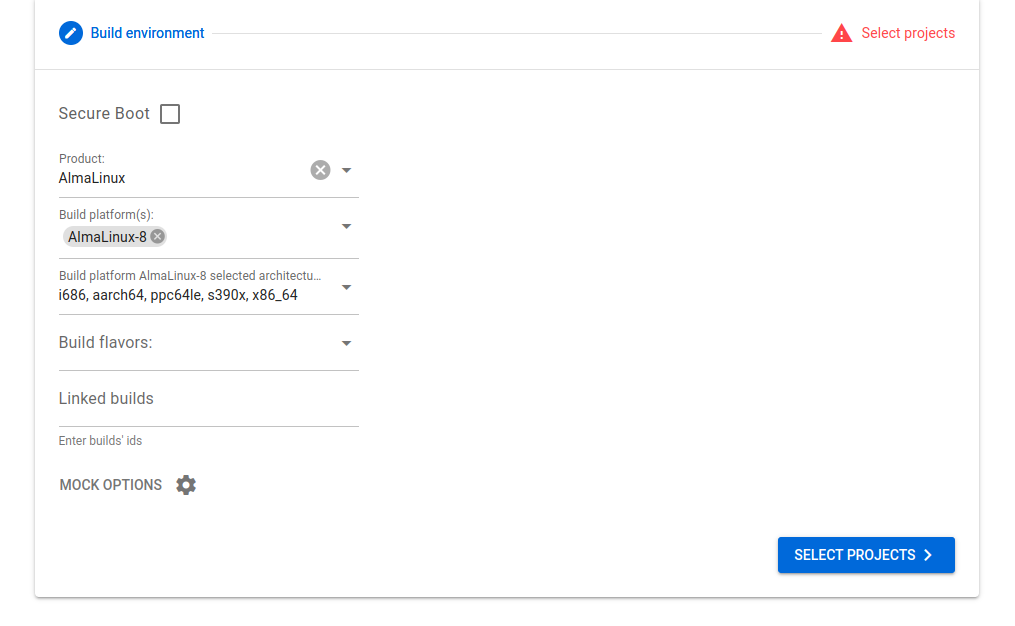 Build environment
Select projects
Secure Boot
Product:
AlmaLinux
Build platform(s):
AlmaLinux-8
Build platform AlmaLinux-8 selected architectu...
i686, aarch64, ppc64le, s390x, x86_64
Build flavors:
Linked builds
Enter builds' ids
MOCK OPTIONS
SELECT PROJECTS